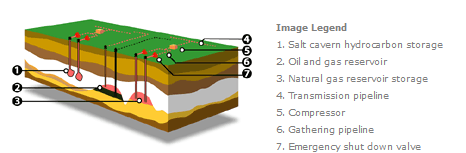 4
5
6
7
1
2
3
Image Legend
1. Salt cavern hydrocarbon storage
2. Oil and gas reservoir
3. Natural gas reservoir storage
4. Transmission pipeline
5. Compressor
6. Gathering pipeline
7. Emergency shut down valve